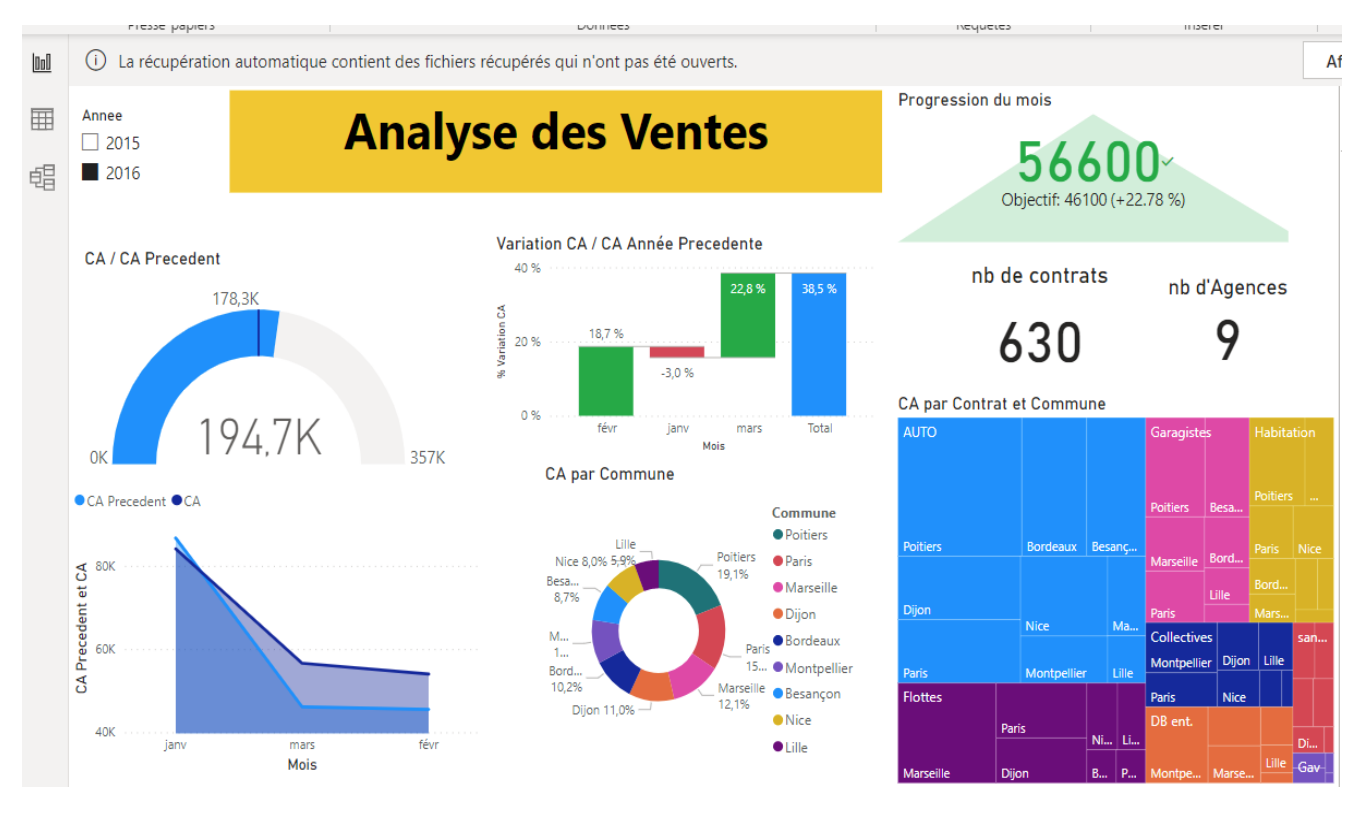 Presse papiers
Données
Requêtes
Insérer
La récupération automatique contient des fichiers récupérés qui n'ont pas été ouverts.
Af
Annee
2015
2016
Analyse des Ventes
Progression du mois
56600
Objectif: 46100 (+22.78 %)
CA / CA Precedent
178,3K
194,7K
0K
357K
Variation CA / CA Année Precedente
% Variation CA
40 %
20 %
0 %
18,7 %
-3,0 %
22,8 %
38,5 %
févr
janv
mars
Total
Mois
nb de contrats
630
nb d'Agences
9
CA Precedent
CA
CA Precedent et CA
80K
60K
40K
janv
mars
févr
Mois
CA par Commune
Lille
5,9%
Nice 8,0%
Besa...
8,7%
M...
1...
Bord...
10,2%
Dijon 11,0%
Marseille
12,1%
Paris
15...
Poitiers
19,1%
Commune
Poitiers
Paris
Marseille
Dijon
Bordeaux
Montpellier
Besançon
Nice
Lille
CA par Contrat et Commune
AUTO
Poitiers
Bordeaux
Besanç...
Dijon
Nice
Ma...
Paris
Montpellier
Lille
Flottes
Marseille
Paris
Dijon
Ni...
Li...
B...
P...
Garagistes
Poitiers
Besa...
Marseille
Bord...
Paris
Lille
Habitation
Poitiers
...
Paris
Nice
Bord...
Mars...
Collectives
Montpellier
Dijon
Lille
Paris
Nice
san...
Di...
DB ent.
Montpe...
Marse...
Lille
Gav